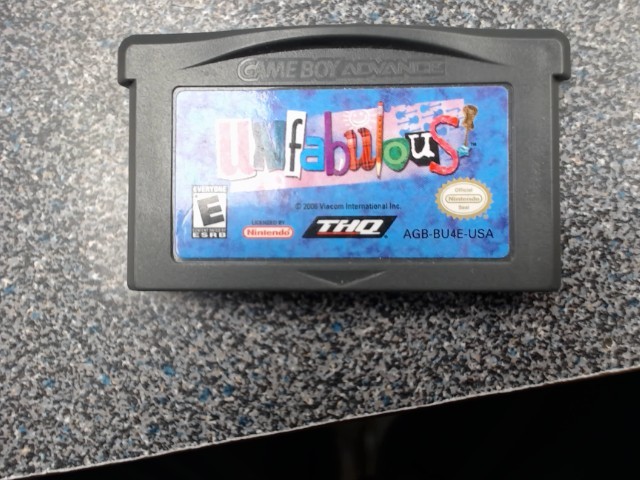 GAME BOY ADVANCE
unfabulous!
TM
EVERYONE
E
ESRB
© 2006 Viacom International Inc.
LICENSED BY
Nintendo
THQ
Official
Nintendo
Seal
AGB-BU4E-USA